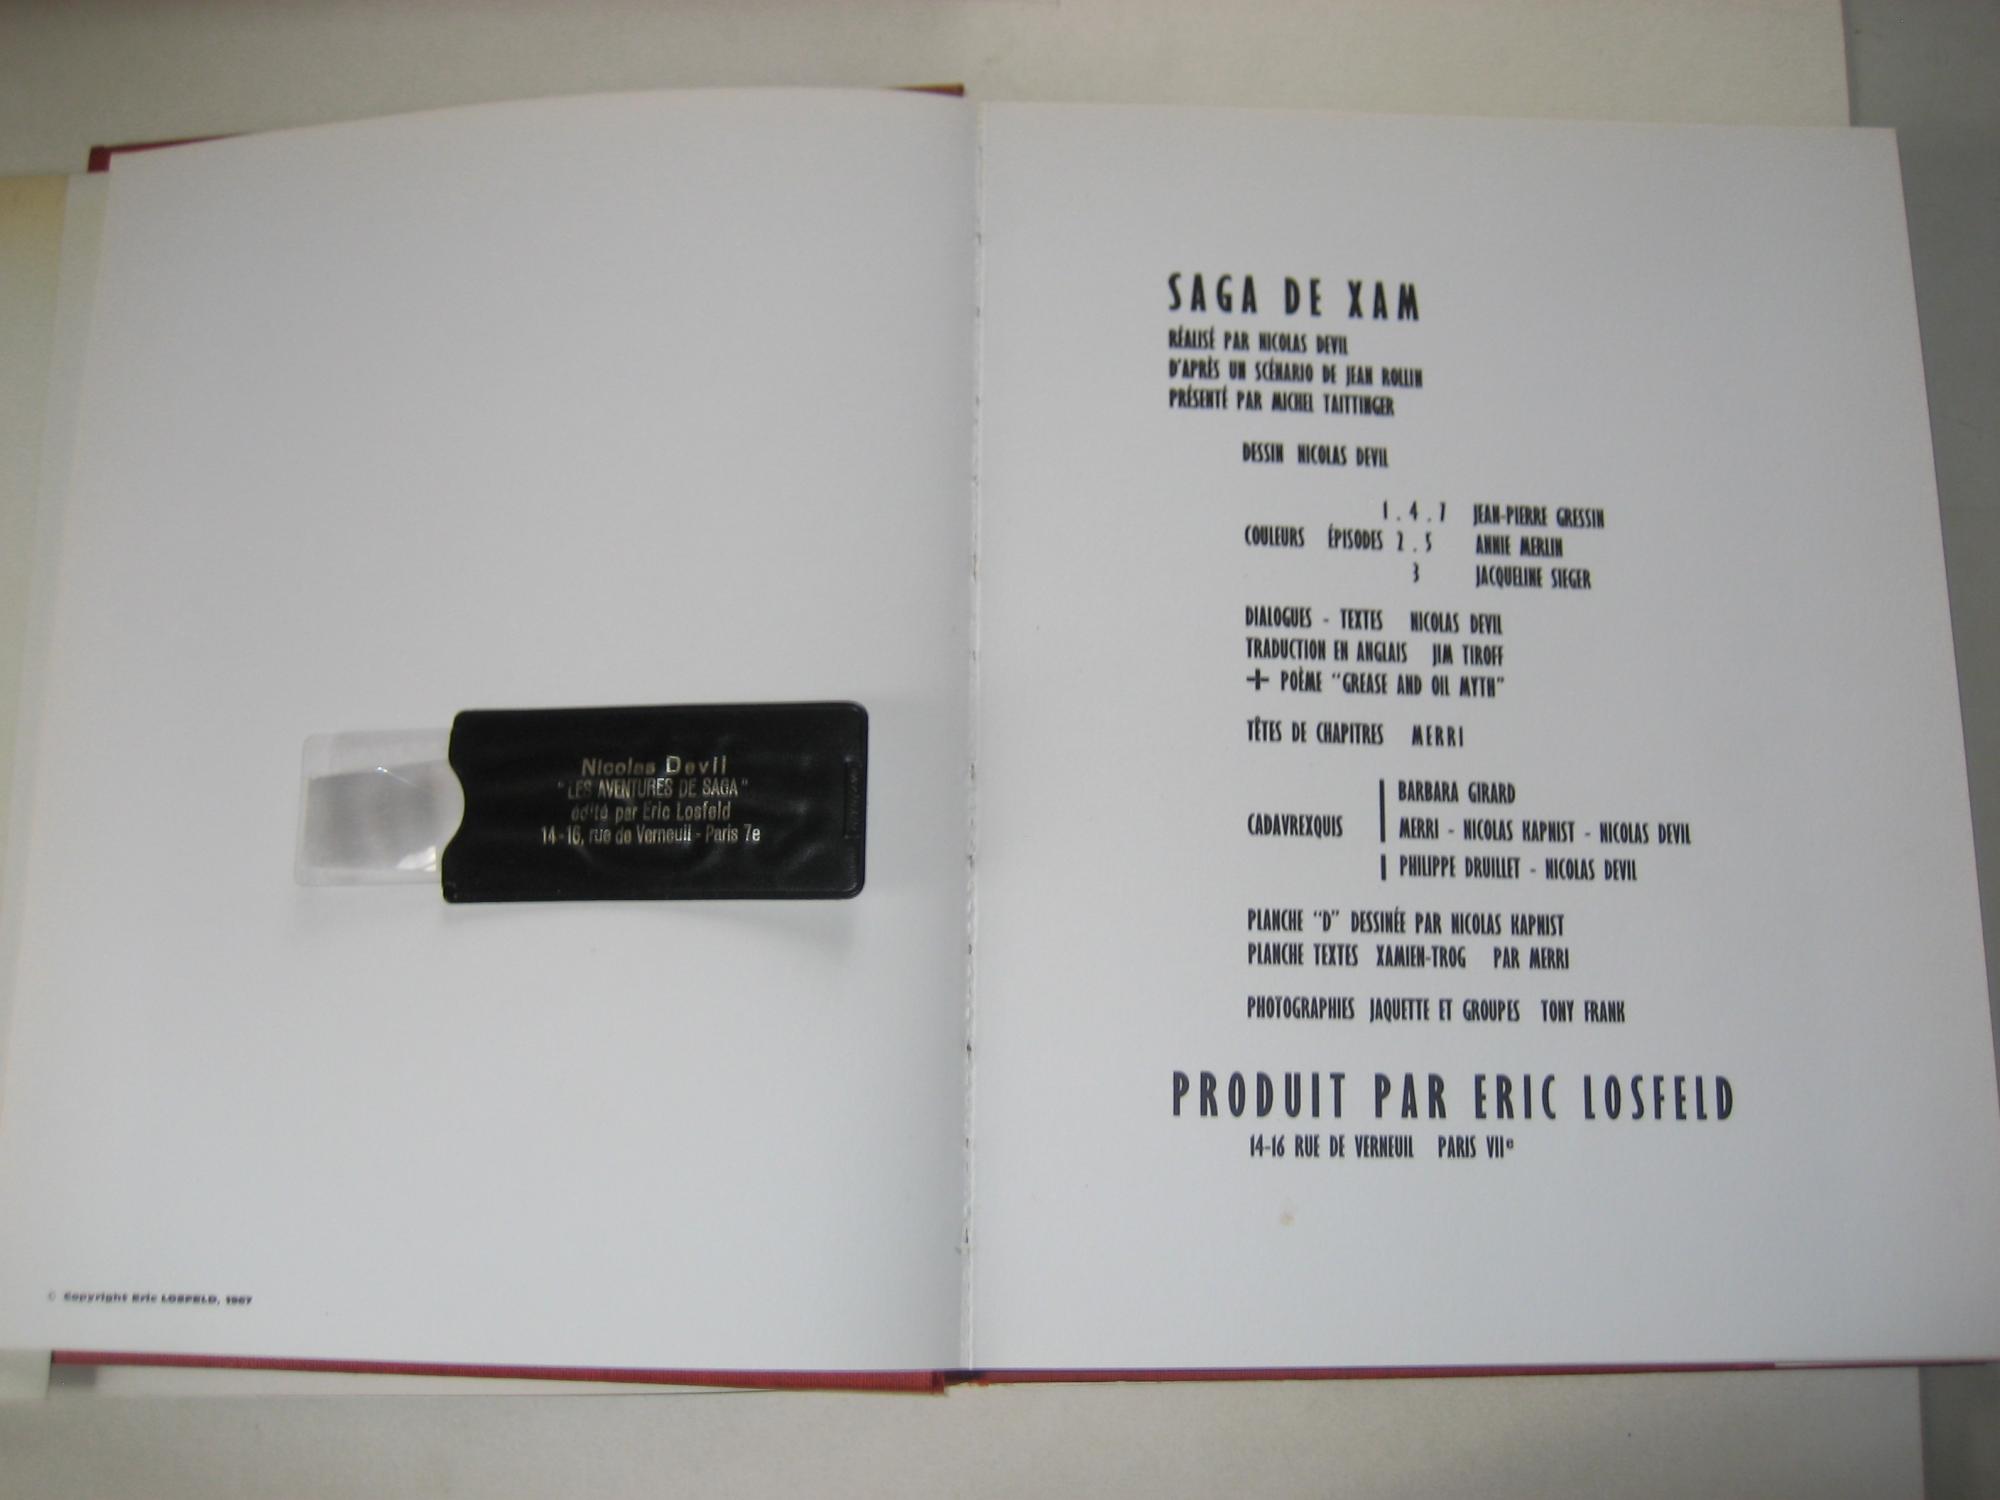 Nicolas Devil
"LES AVENTURES DE SAGA"
édité par Eric Losfeld
14-16, rue de Verneuil - Paris 7e
© Copyright Eric LOSFELD, 1967
SAGA DE XAM
RÉALISÉ PAR NICOLAS DEVIL
D'APRÈS UN SCÉNARIO DE JEAN ROLLIN
PRÉSENTÉ PAR MICHEL TAITTINGER
DESSIN NICOLAS DEVIL
1 . 4 . 7 JEAN-PIERRE GRESSIN
COULEURS ÉPISODES 2 . 5 ANNIE MERLIN
3 JACQUELINE SIEGER
DIALOGUES - TEXTES NICOLAS DEVIL
TRADUCTION EN ANGLAIS JIM TIROFF
+ POÈME "GREASE AND OIL MYTH"
TÊTES DE CHAPITRES MERRI
BARBARA GIRARD
CADAVREXQUIS MERRI - NICOLAS KAPNIST - NICOLAS DEVIL
PHILIPPE DRUILLET - NICOLAS DEVIL
PLANCHE "D" DESSINÉE PAR NICOLAS KAPNIST
PLANCHE TEXTES XAMIEN-TROG PAR MERRI
PHOTOGRAPHIES JAQUETTE ET GROUPES TONY FRANK
PRODUIT PAR ERIC LOSFELD
14-16 RUE DE VERNEUIL PARIS VIIe